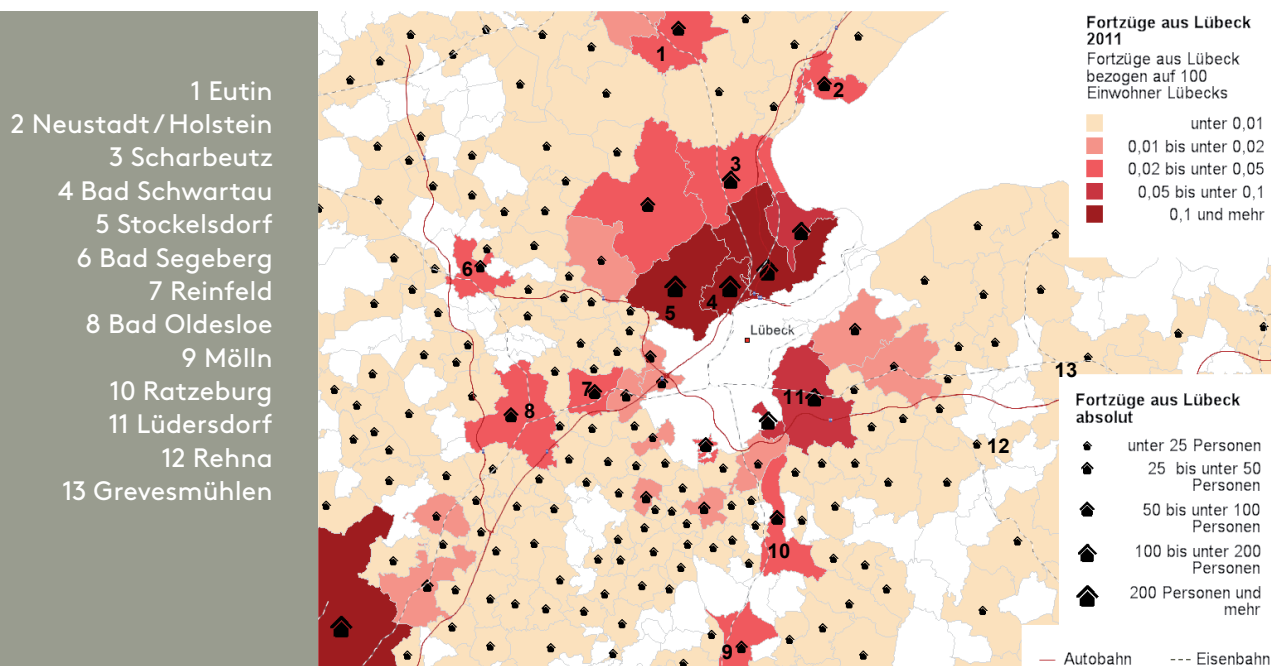 1 Eutin
2 Neustadt / Holstein
3 Scharbeutz
4 Bad Schwartau
5 Stockelsdorf
6 Bad Segeberg
7 Reinfeld
8 Bad Oldesloe
9 Mölln
10 Ratzeburg
11 Lüdersdorf
12 Rehna
13 Grevesmühlen
1
2
3
4
5
6
Lübeck
7
8
11
13
12
10
9
Fortzüge aus Lübeck
2011
Fortzüge aus Lübeck
bezogen auf 100
Einwohner Lübecks
unter 0,01
0,01 bis unter 0,02
0,02 bis unter 0,05
0,05 bis unter 0,1
0,1 und mehr
Fortzüge aus Lübeck
absolut
unter 25 Personen
25 bis unter 50
Personen
50 bis unter 100
Personen
100 bis unter 200
Personen
200 Personen und
mehr
Autobahn
Eisenbahn